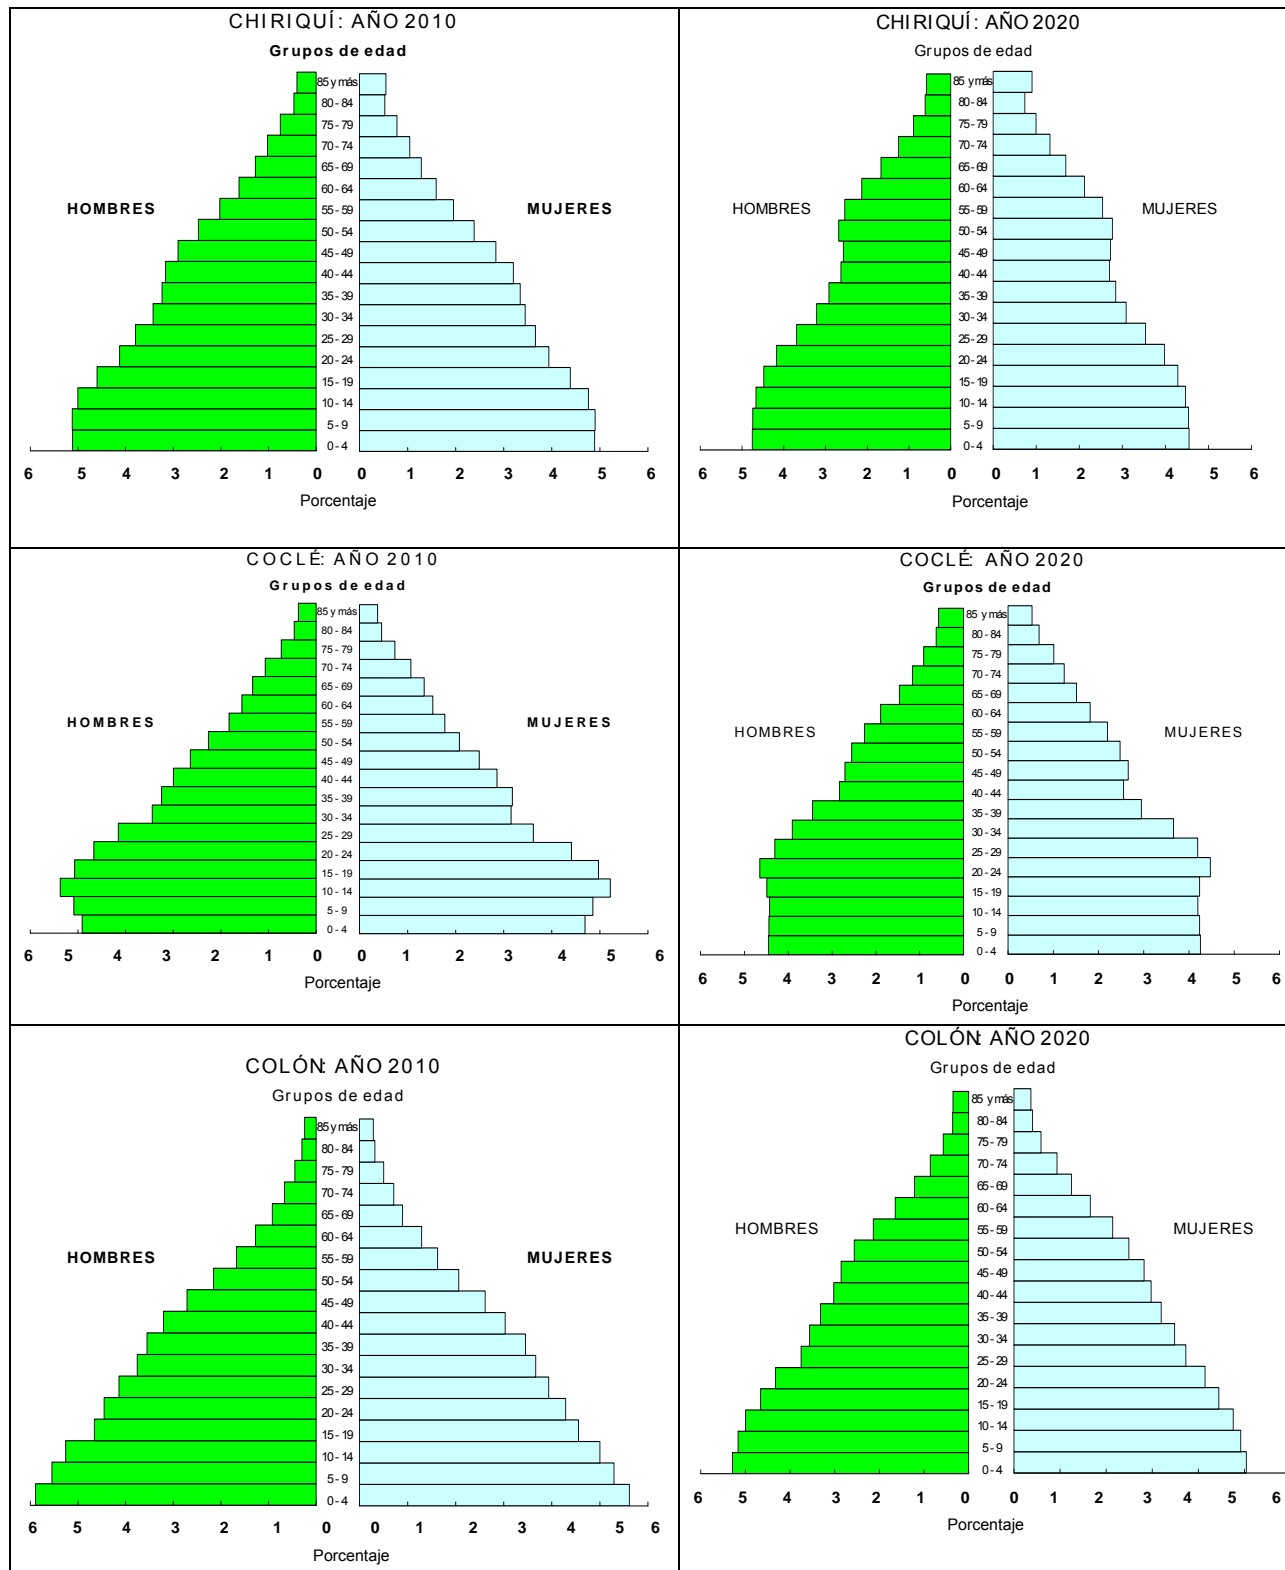 CHIRIQUÍ: AÑO 2010
Grupos de edad
85 y más
80 - 84
75 - 79
70 - 74
65 - 69
60 - 64
HOMBRES
55 - 59
MUJERES
50 - 54
45 - 49
40 - 44
35 - 39
30 - 34
25 - 29
20 - 24
15 - 19
10 - 14
5 - 9
0 - 4
6 5 4 3 2 1 0 0 1 2 3 4 5 6
Porcentaje
CHIRIQUÍ: AÑO 2020
Grupos de edad
85 y más
80 - 84
75 - 79
70 - 74
65 - 69
60 - 64
HOMBRES
55 - 59
MUJERES
50 - 54
45 - 49
40 - 44
35 - 39
30 - 34
25 - 29
20 - 24
15 - 19
10 - 14
5 - 9
0 - 4
6 5 4 3 2 1 0 0 1 2 3 4 5 6
Porcentaje
COCLÉ: AÑO 2010
Grupos de edad
85 y más
80 - 84
75 - 79
70 - 74
65 - 69
60 - 64
HOMBRES
55 - 59
MUJERES
50 - 54
45 - 49
40 - 44
35 - 39
30 - 34
25 - 29
20 - 24
15 - 19
10 - 14
5 - 9
0 - 4
6 5 4 3 2 1 0 0 1 2 3 4 5 6
Porcentaje
COCLÉ: AÑO 2020
Grupos de edad
85 y más
80 - 84
75 - 79
70 - 74
65 - 69
60 - 64
HOMBRES
55 - 59
MUJERES
50 - 54
45 - 49
40 - 44
35 - 39
30 - 34
25 - 29
20 - 24
15 - 19
10 - 14
5 - 9
0 - 4
6 5 4 3 2 1 0 0 1 2 3 4 5 6
Porcentaje
COLÓN: AÑO 2010
Grupos de edad
85 y más
80 - 84
75 - 79
70 - 74
65 - 69
60 - 64
HOMBRES
55 - 59
MUJERES
50 - 54
45 - 49
40 - 44
35 - 39
30 - 34
25 - 29
20 - 24
15 - 19
10 - 14
5 - 9
0 - 4
6 5 4 3 2 1 0 0 1 2 3 4 5 6
Porcentaje
COLÓN: AÑO 2020
Grupos de edad
85 y más
80 - 84
75 - 79
70 - 74
65 - 69
60 - 64
HOMBRES
55 - 59
MUJERES
50 - 54
45 - 49
40 - 44
35 - 39
30 - 34
25 - 29
20 - 24
15 - 19
10 - 14
5 - 9
0 - 4
6 5 4 3 2 1 0 0 1 2 3 4 5 6
Porcentaje